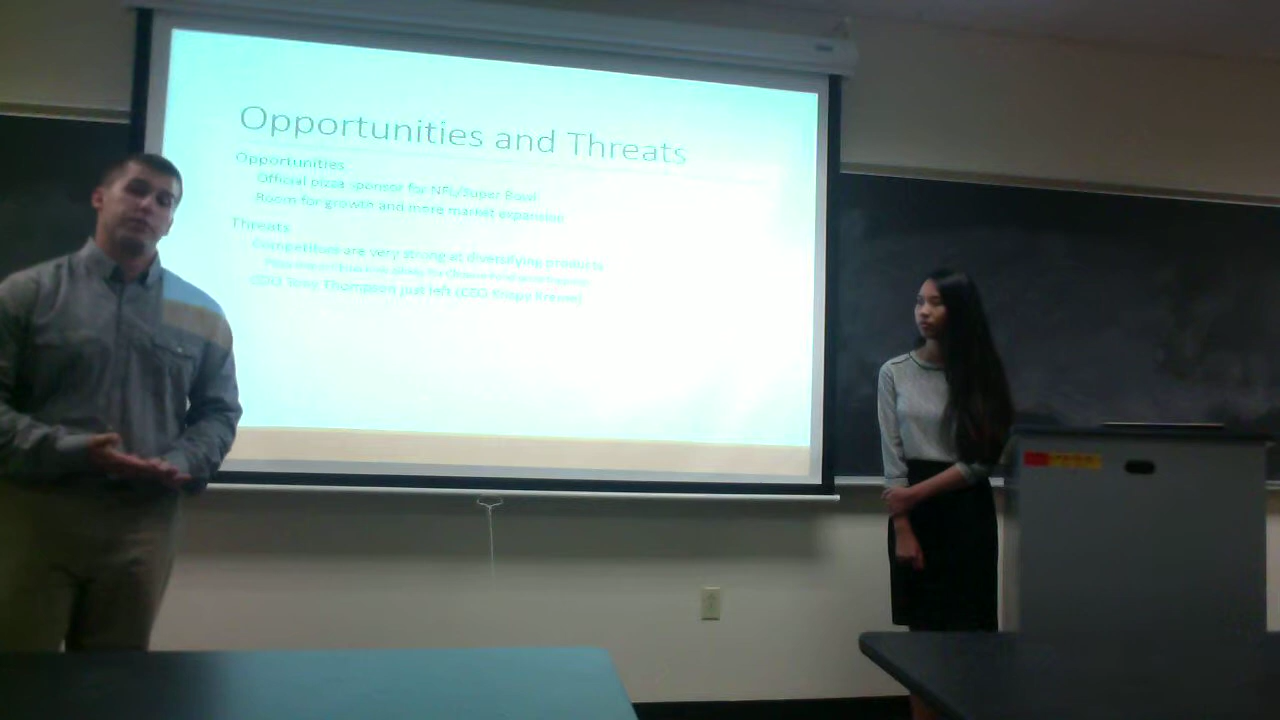 Opportunities and Threats
Opportunities
Official pizza sponsor for NFL/Super Bowl
Room for growth and more market expansion
Threats
Competitors are very strong at diversifying products
COO Tony Thompson just left (CEO Krispy Kreme)